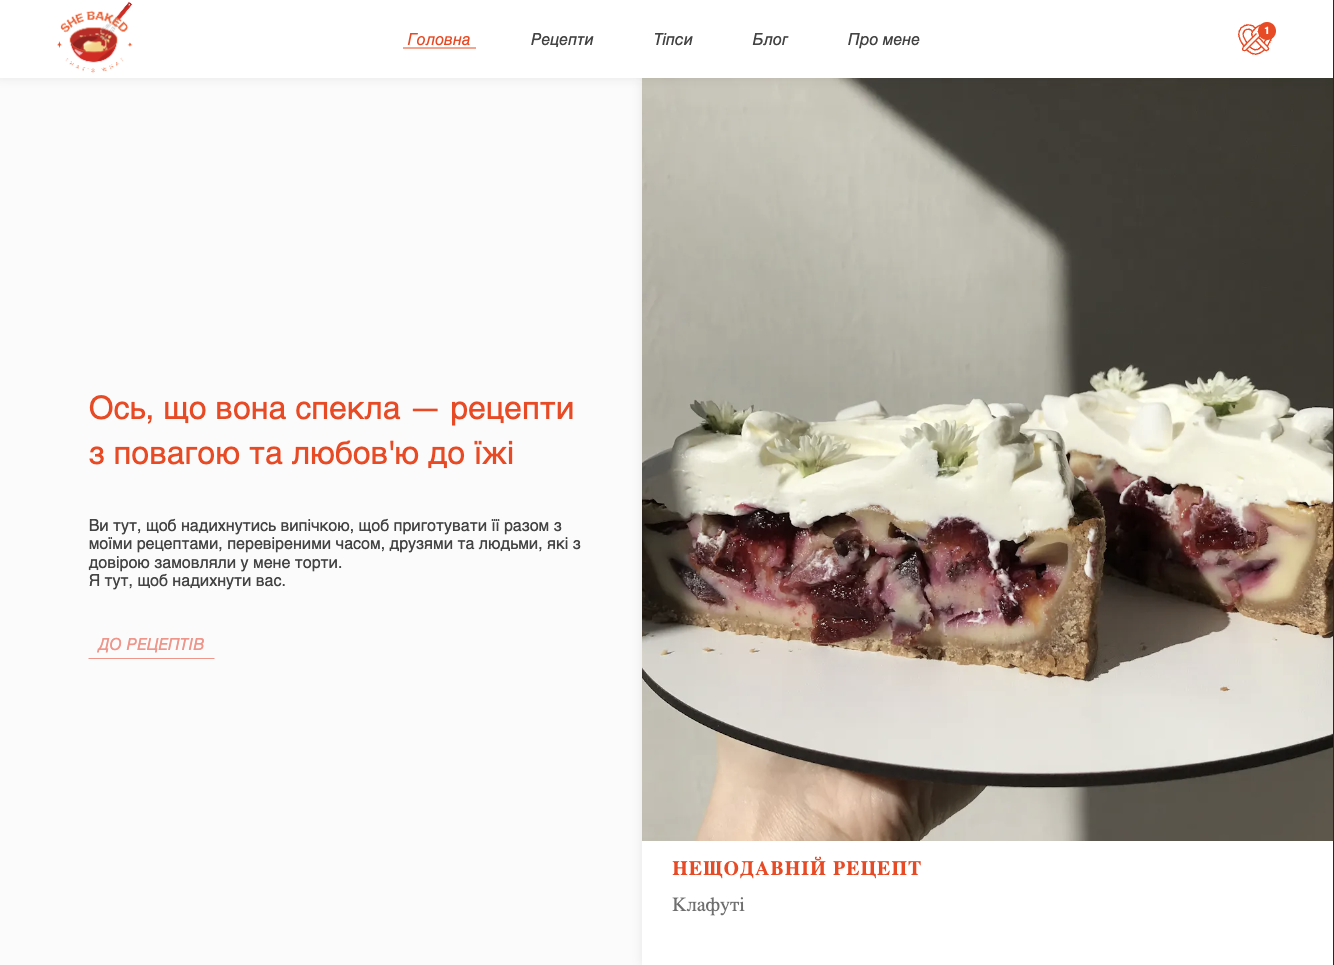 SHE BAKED
Головна
Рецепти
Тіпси
Блог
Про мене
1
Ось, що вона спекла — рецепти
з повагою та любов'ю до їжі
Ви тут, щоб надихнутись випічкою, щоб приготувати її разом з
моїми рецептами, перевіреними часом, друзями та людьми, які з
довірою замовляли у мене торти.
Я тут, щоб надихнути вас.
ДО РЕЦЕПТІВ
НЕЩОДАВНІЙ РЕЦЕПТ
Клафуті